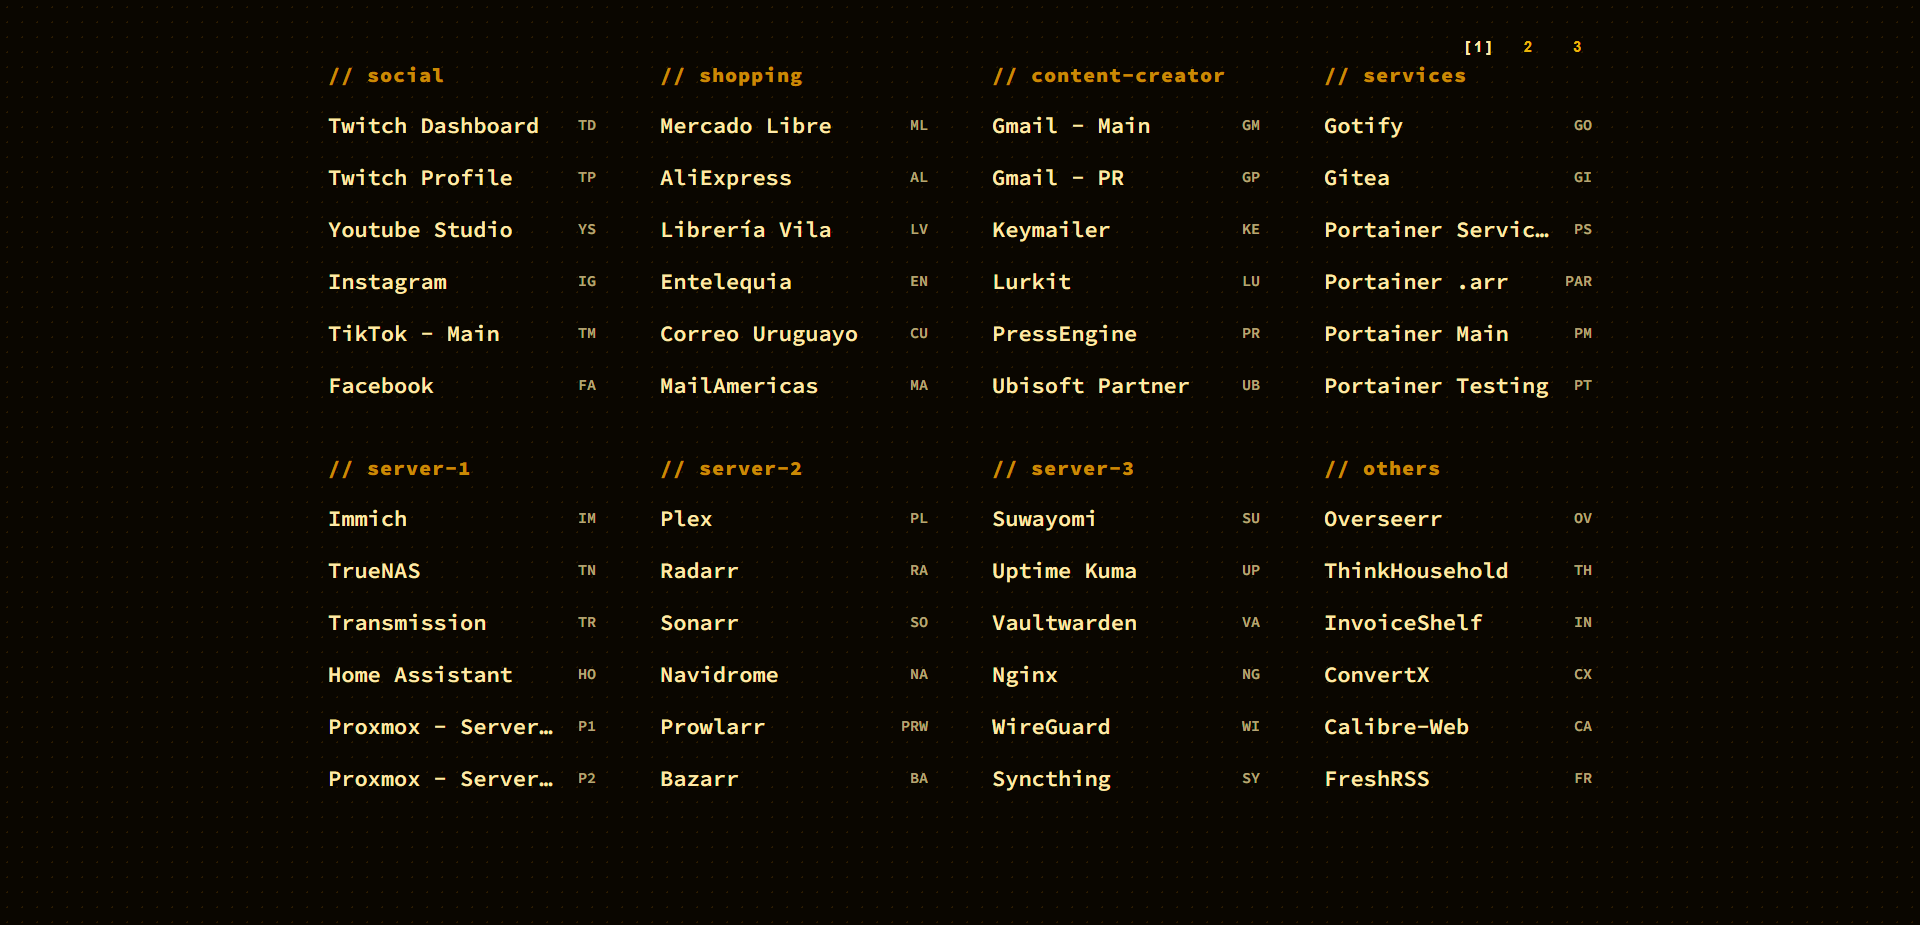 [1] 2 3
// social
Twitch Dashboard TD
Twitch Profile TP
Youtube Studio YS
Instagram IG
TikTok - Main TM
Facebook FA
// shopping
Mercado Libre ML
AliExpress AL
Librería Vila LV
Entelequia EN
Correo Uruguayo CU
MailAmericas MA
// content-creator
Gmail - Main GM
Gmail - PR GP
Keymailer KE
Lurkit LU
PressEngine PR
Ubisoft Partner UB
// services
Gotify GO
Gitea GI
Portainer Servic… PS
Portainer .arr PAR
Portainer Main PM
Portainer Testing PT
// server-1
Immich IM
TrueNAS TN
Transmission TR
Home Assistant HO
Proxmox - Server… P1
Proxmox - Server… P2
// server-2
Plex PL
Radarr RA
Sonarr SO
Navidrome NA
Prowlarr PRW
Bazarr BA
// server-3
Suwayomi SU
Uptime Kuma UP
Vaultwarden VA
Nginx NG
WireGuard WI
Syncthing SY
// others
Overseerr OV
ThinkHousehold TH
InvoiceShelf IN
ConvertX CX
Calibre-Web CA
FreshRSS FR